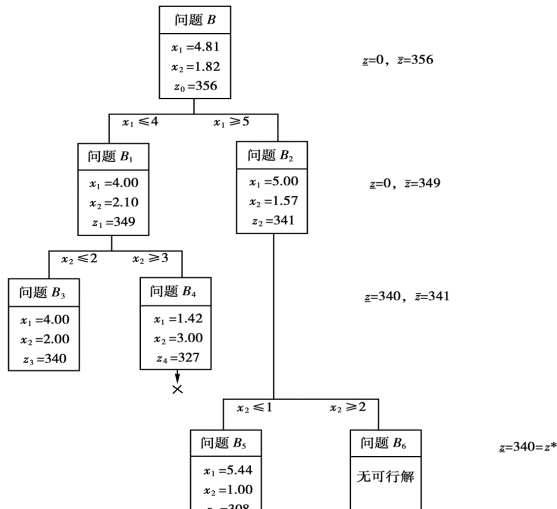 问题 B
x₁=4.81
x₂=1.82
z₀=356
z̲=0, z̄=356
x₁≤4
x₁≥5
问题 B₁
x₁=4.00
x₂=2.10
z₁=349
问题 B₂
x₁=5.00
x₂=1.57
z₂=341
z̲=0, z̄=349
x₂≤2
x₂≥3
问题 B₃
x₁=4.00
x₂=2.00
z₃=340
问题 B₄
x₁=1.42
x₂=3.00
z₄=327
z̲=340, z̄=341
x₂≤1
x₂≥2
问题 B₅
x₁=5.44
x₂=1.00
问题 B₆
无可行解
z̲=340=z*